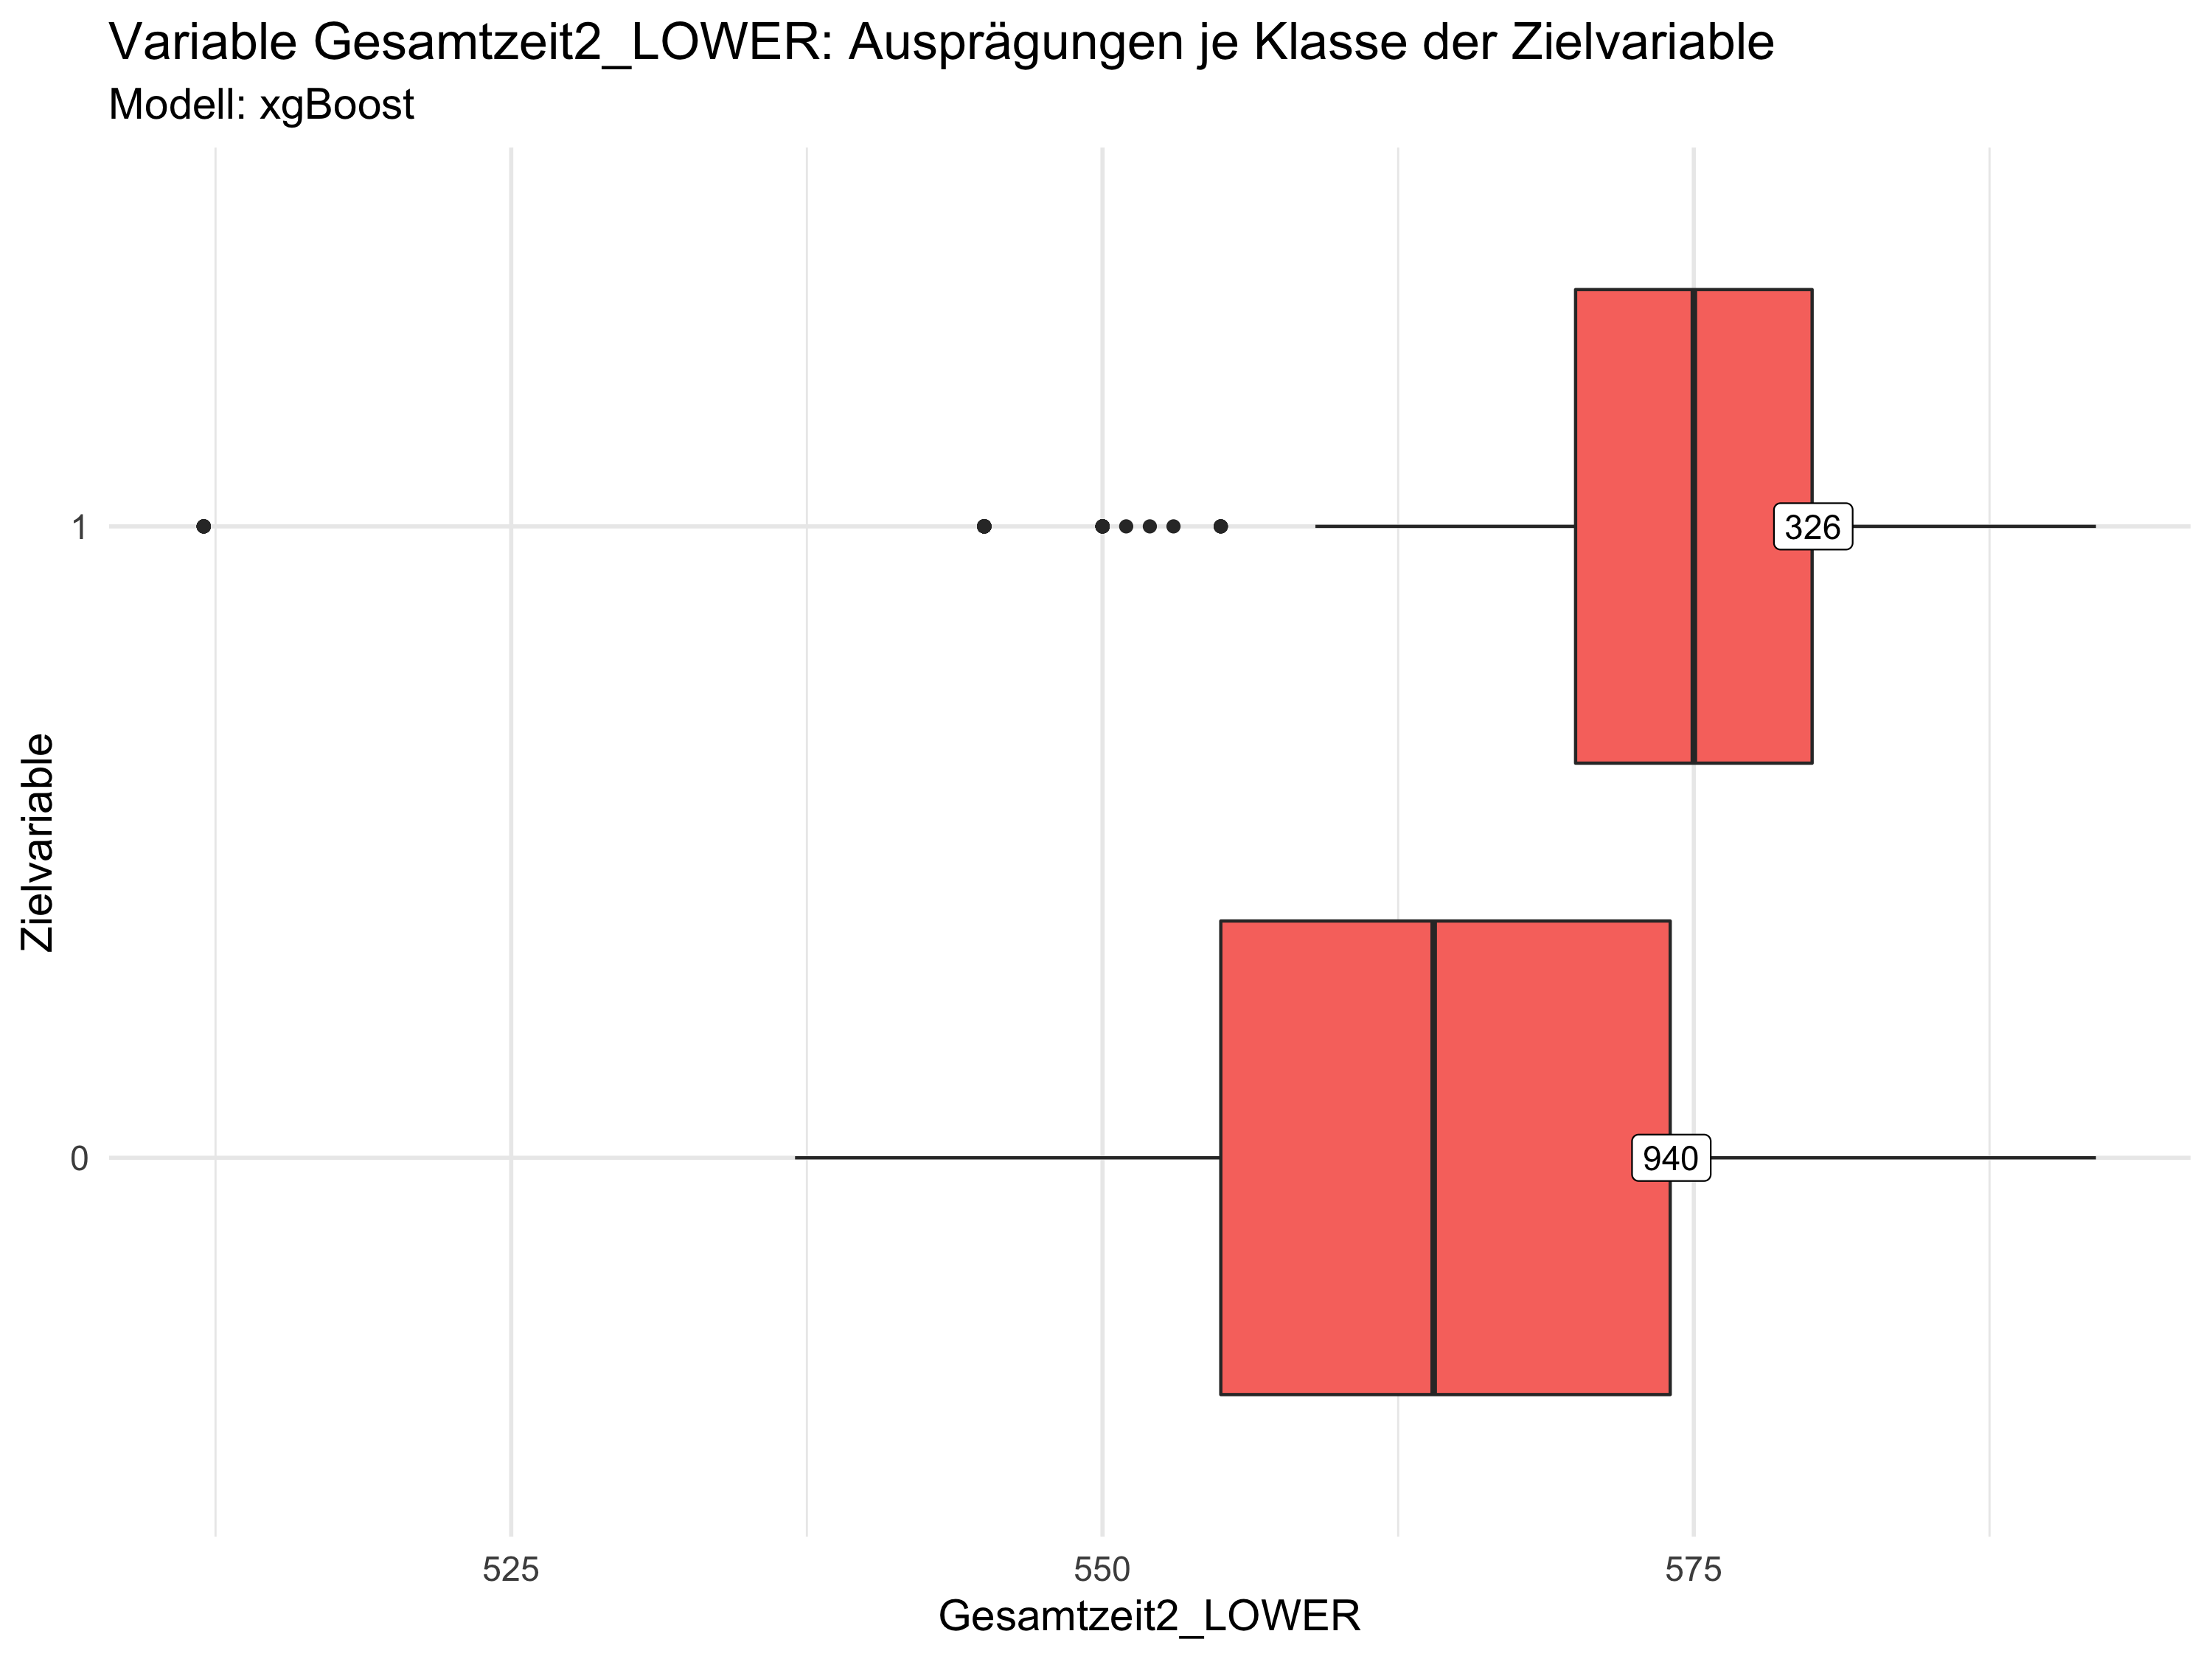 Variable Gesamtzeit2_LOWER: Ausprägungen je Klasse der Zielvariable
Modell: xgBoost
Zielvariable
1
326
0
940
525 550 575
Gesamtzeit2_LOWER